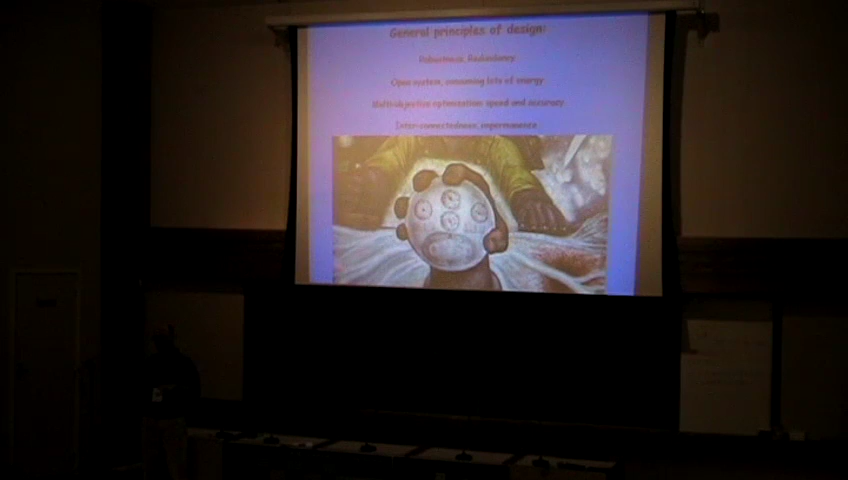 General principles of design:
Robustness, Redundancy
Open system, consuming lots of energy
Multiobjective optimization: speed and accuracy
Inter-connectedness, impermanence